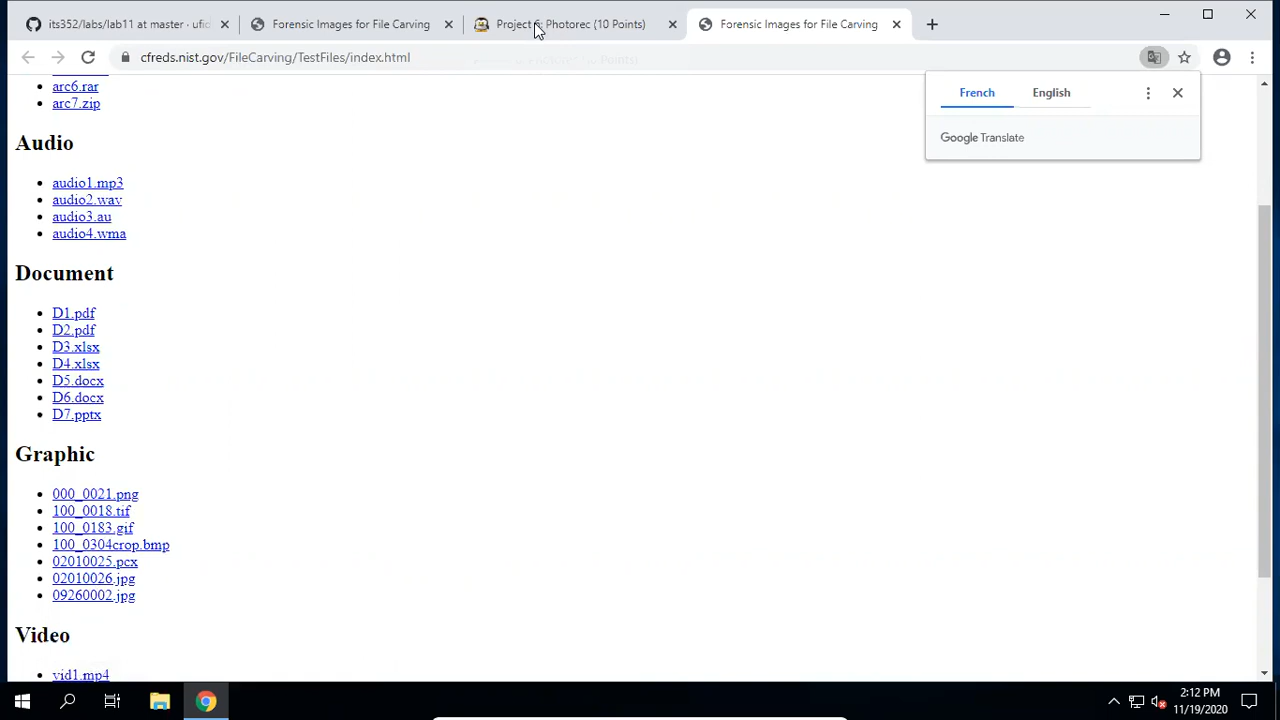 its352/labs/lab11 at master · ufid
Forensic Images for File Carving
Project 5: Photorec (10 Points)
Forensic Images for File Carving
cfreds.nist.gov/FileCarving/TestFiles/index.html
French
English
Google Translate
arc6.rar
arc7.zip
Audio
audio1.mp3
audio2.wav
audio3.au
audio4.wma
Document
D1.pdf
D2.pdf
D3.xlsx
D4.xlsx
D5.docx
D6.docx
D7.pptx
Graphic
000_0021.png
100_0018.tif
100_0183.gif
100_0304crop.bmp
02010025.pcx
02010026.jpg
09260002.jpg
Video
vid1.mp4
2:12 PM
11/19/2020